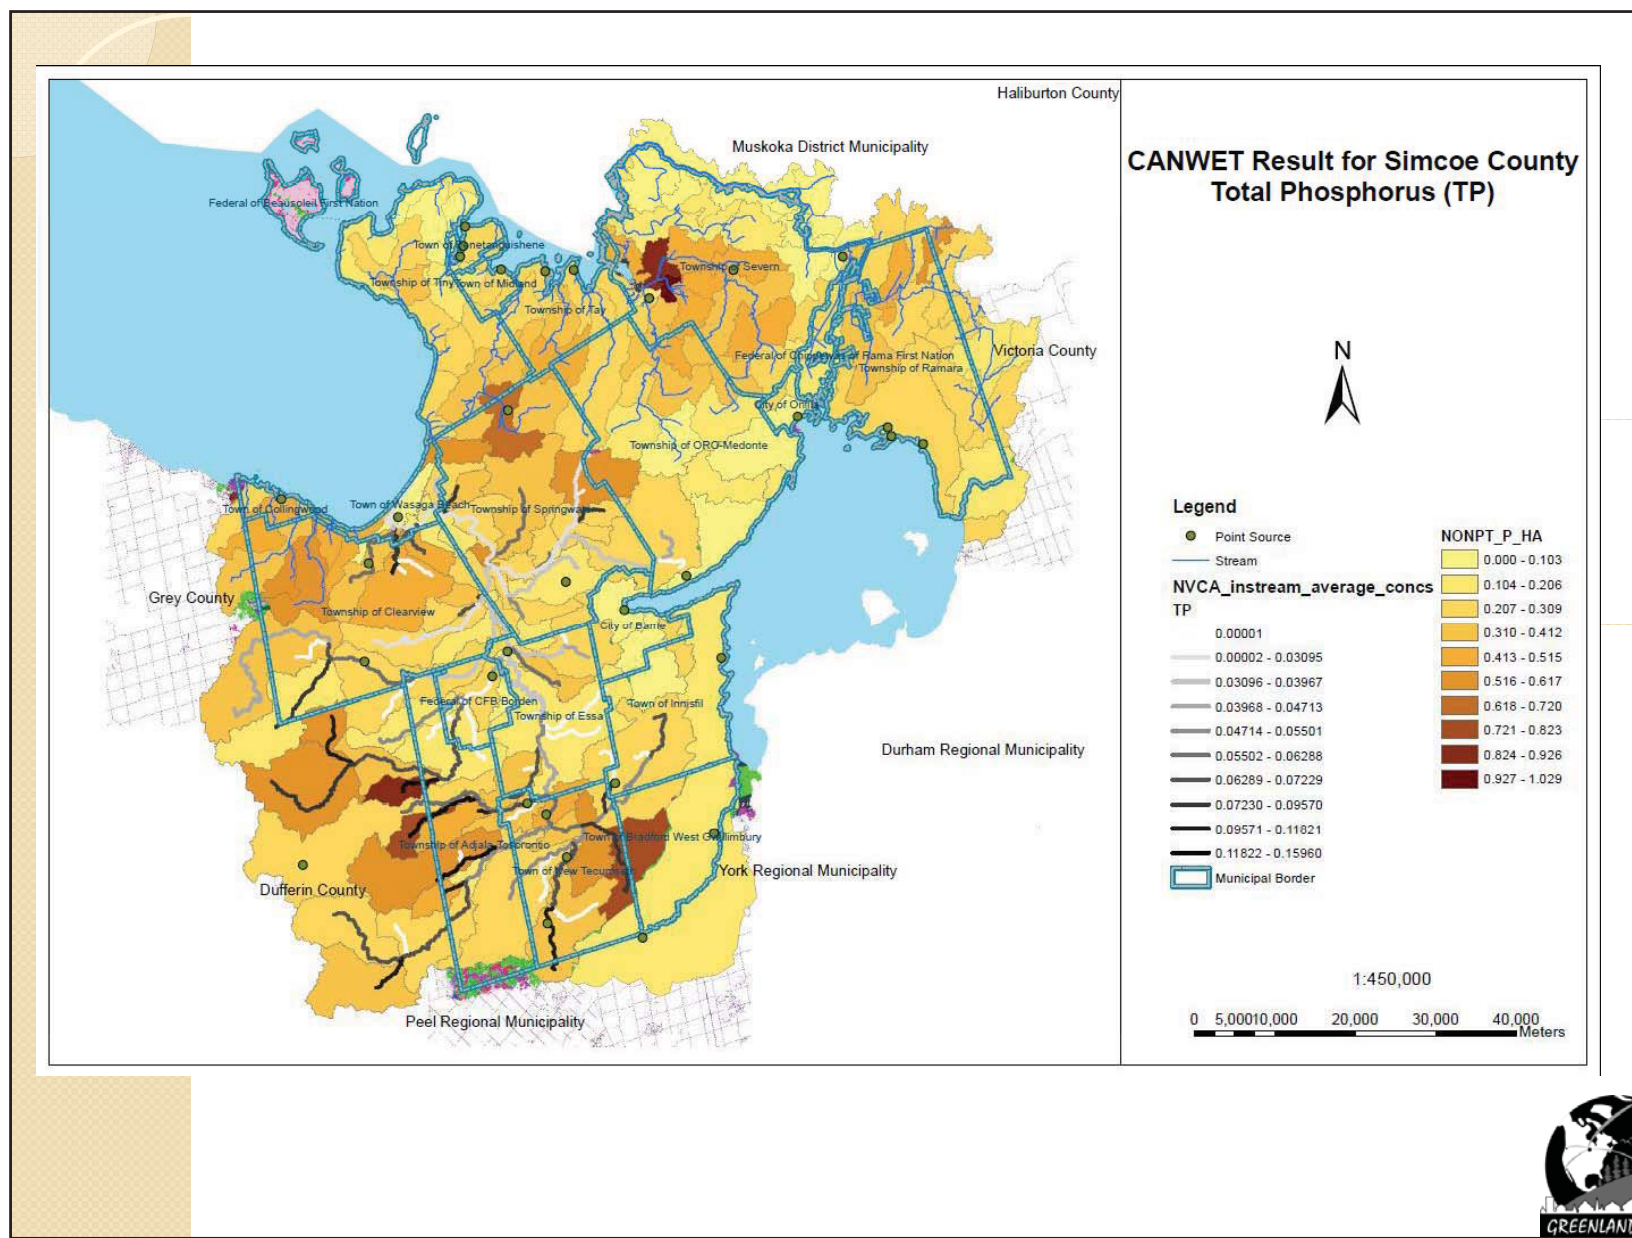 Haliburton County
Muskoka District Municipality
Federal of Beausoleil First Nation
Town of Penetanguishene
Township of Tiny
Town of Midland
Township of Severn
Township of Tay
Victoria County
Federal of Chippewas of Rama First Nation
Township of Ramara
City of Orillia
Township of ORO-Medonte
Town of Collingwood
Town of Wasaga Beach
Township of Springwater
Grey County
Township of Clearview
City of Barrie
Federal of CFB Borden
Township of Essa
Town of Innisfil
Durham Regional Municipality
Town of Bradford West Gwillimbury
Township of Adjala-Tosorontio
Town of New Tecumseth
York Regional Municipality
Dufferin County
Peel Regional Municipality
CANWET Result for Simcoe County
Total Phosphorus (TP)
N
Legend
Point Source
Stream
NVCA_instream_average_concs
TP
0.00001
0.00002 - 0.03095
0.03096 - 0.03967
0.03968 - 0.04713
0.04714 - 0.05501
0.05502 - 0.06288
0.06289 - 0.07229
0.07230 - 0.09570
0.09571 - 0.11821
0.11822 - 0.15960
Municipal Border
NONPT_P_HA
0.000 - 0.103
0.104 - 0.206
0.207 - 0.309
0.310 - 0.412
0.413 - 0.515
0.516 - 0.617
0.618 - 0.720
0.721 - 0.823
0.824 - 0.926
0.927 - 1.029
1:450,000
0 5,000 10,000 20,000 30,000 40,000
Meters
GREENLAND